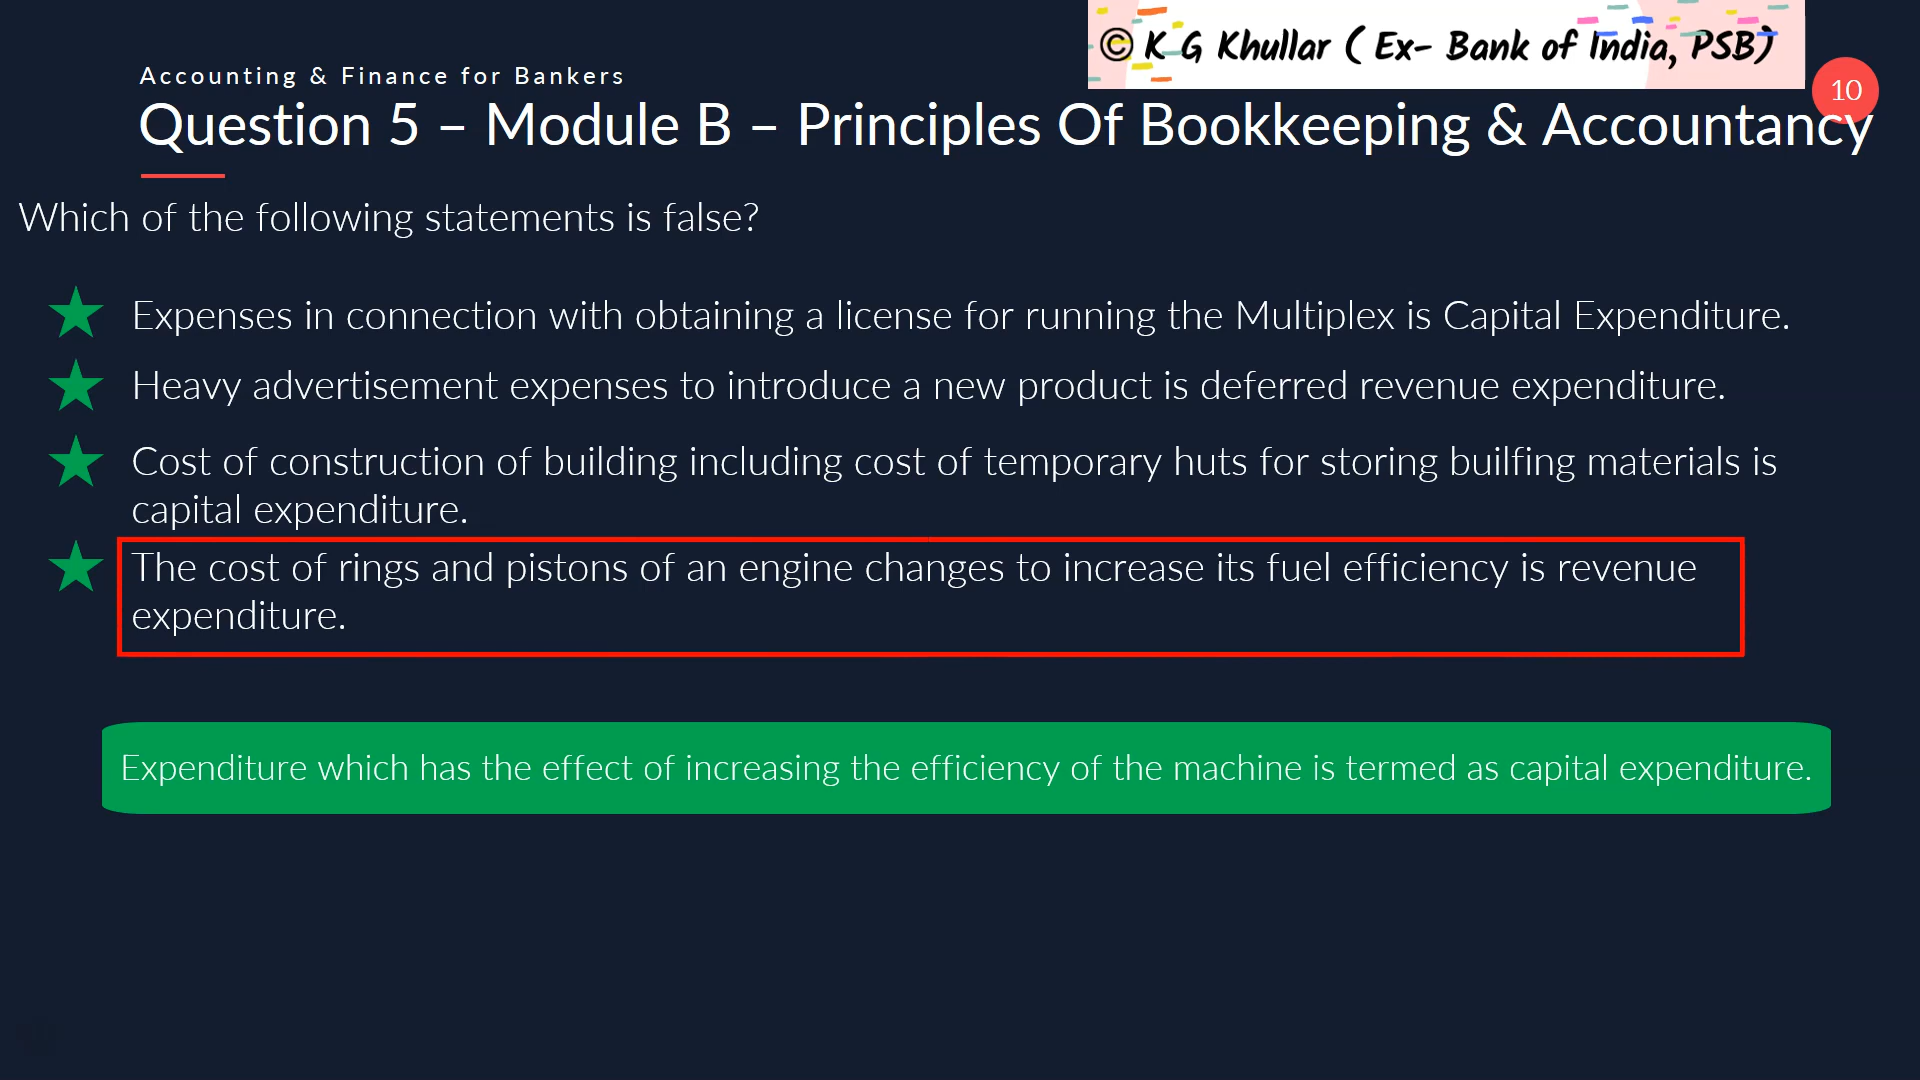 © K G Khullar ( Ex- Bank of India, PSB)
Accounting & Finance for Bankers
10
Question 5 – Module B – Principles Of Bookkeeping & Accountancy
Which of the following statements is false?
Expenses in connection with obtaining a license for running the Multiplex is Capital Expenditure.
Heavy advertisement expenses to introduce a new product is deferred revenue expenditure.
Cost of construction of building including cost of temporary huts for storing builfing materials is
capital expenditure.
The cost of rings and pistons of an engine changes to increase its fuel efficiency is revenue
expenditure.
Expenditure which has the effect of increasing the efficiency of the machine is termed as capital expenditure.